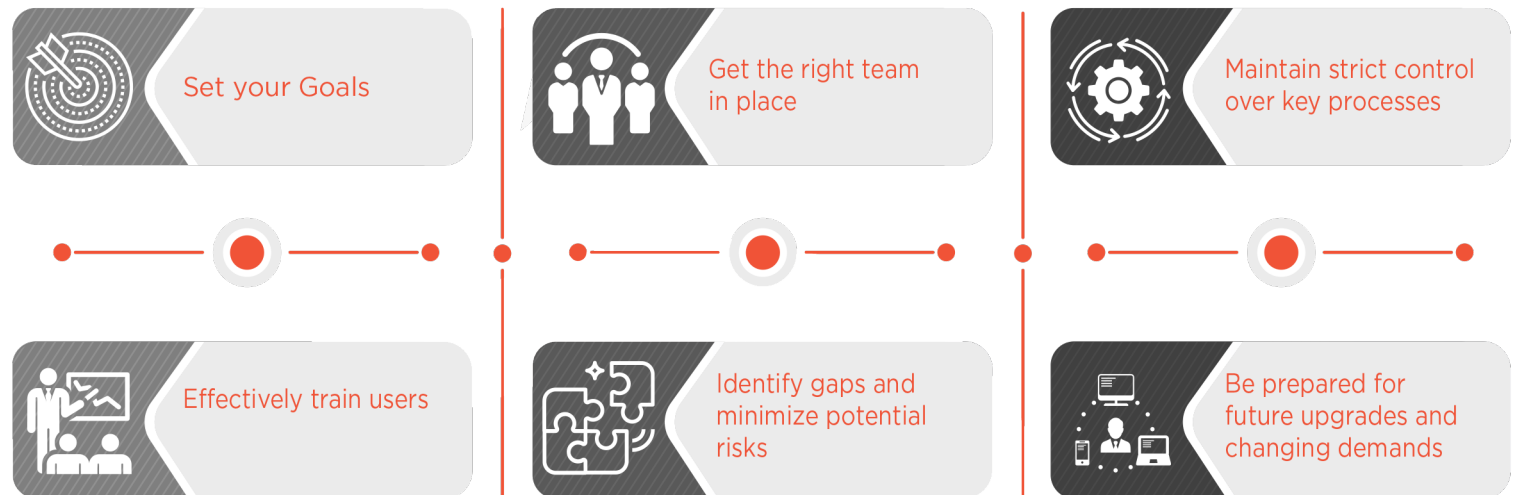 Set your Goals
Get the right team
in place
Maintain strict control
over key processes
Effectively train users
Identify gaps and
minimize potential
risks
Be prepared for
future upgrades and
changing demands